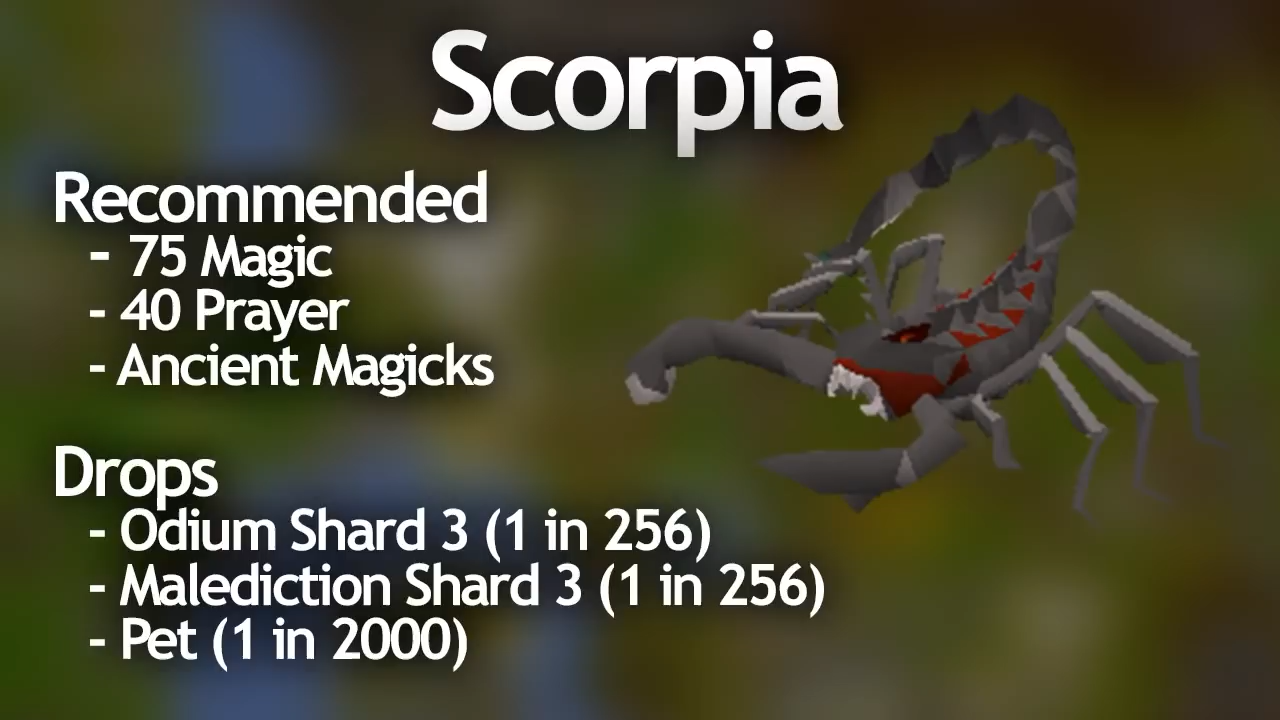 Scorpia
Recommended
- 75 Magic
- 40 Prayer
- Ancient Magicks
Drops
- Odium Shard 3 (1 in 256)
- Malediction Shard 3 (1 in 256)
- Pet (1 in 2000)